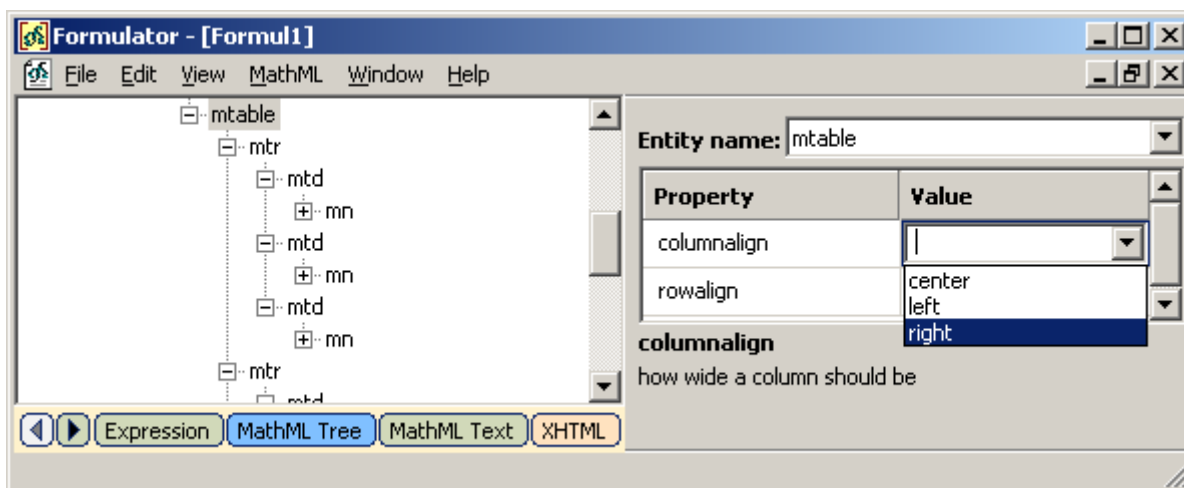 Formulator - [Formul1]
File Edit View MathML Window Help
mtable
mtr
mtd
mn
mtd
mn
mtd
mn
mtr
mtd
Expression MathML Tree MathML Text XHTML
Entity name: mtable
Property Value
columnalign
rowalign
center
left
right
columnalign
how wide a column should be